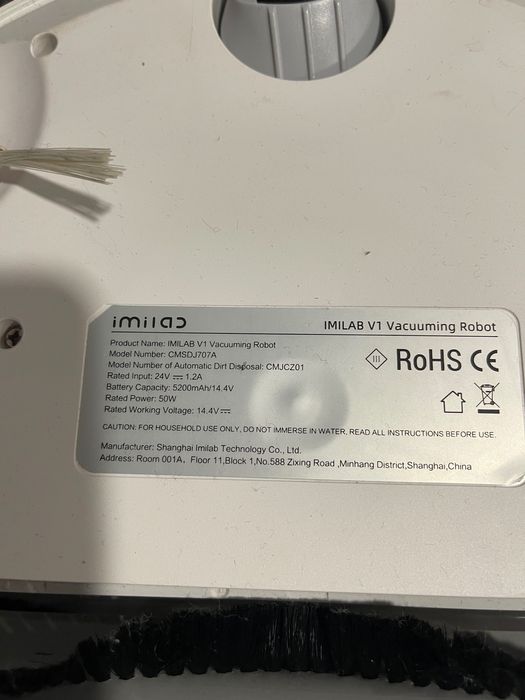 imilab
IMILAB V1 Vacuuming Robot
Product Name: IMILAB V1 Vacuuming Robot
Model Number: CMSDJ707A
Model Number of Automatic Dirt Disposal: CMJCZ01
Rated Input: 24V ⎓ 1.2A
Battery Capacity: 5200mAh/14.4V
Rated Power: 50W
Rated Working Voltage: 14.4V⎓
III
RoHS CE
CAUTION: FOR HOUSEHOLD USE ONLY, DO NOT IMMERSE IN WATER, READ ALL INSTRUCTIONS BEFORE USE.
Manufacturer: Shanghai Imilab Technology Co., Ltd.
Address: Room 001A, Floor 11,Block 1,No.588 Zixing Road ,Minhang District,Shanghai,China